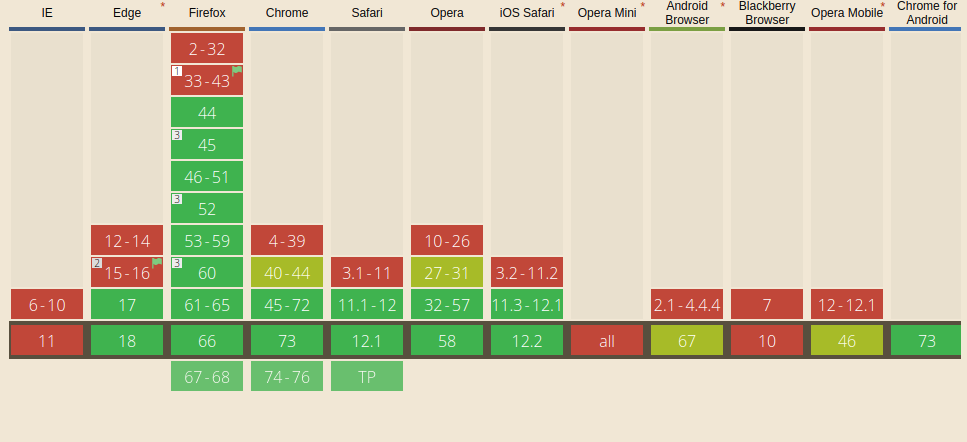 IE Edge * Firefox Chrome Safari Opera iOS Safari * Opera Mini * Android Browser * Blackberry Browser Opera Mobile * Chrome for Android
2-32
1 33-43
44
3 45
46-51
3 52
12-14 53-59 4-39 10-26
2 15-16 3 60 40-44 3.1-11 27-31 3.2-11.2
6-10 17 61-65 45-72 11.1-12 32-57 11.3-12.1 2.1-4.4.4 7 12-12.1
11 18 66 73 12.1 58 12.2 all 67 10 46 73
67-68 74-76 TP